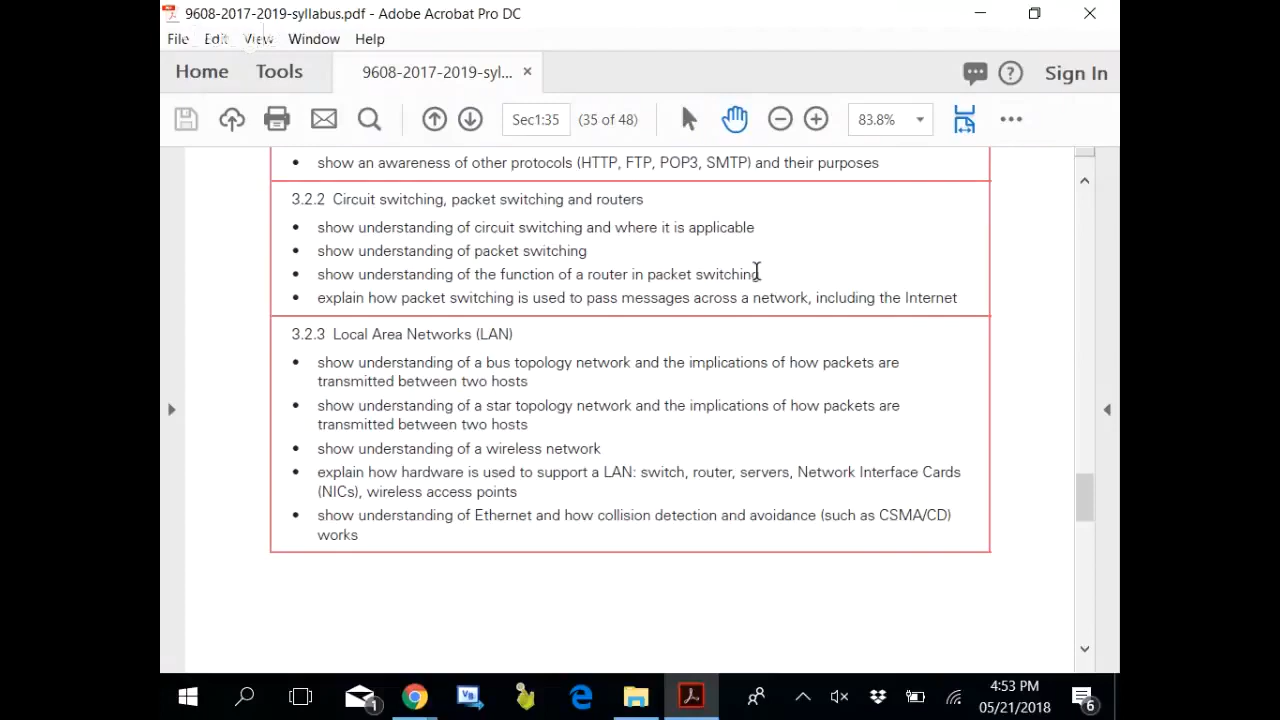 9608-2017-2019-syllabus.pdf - Adobe Acrobat Pro DC
File Edit View Window Help
Home Tools 9608-2017-2019-syl... × ? Sign In
Sec1:35 (35 of 48) 83.8%
• show an awareness of other protocols (HTTP, FTP, POP3, SMTP) and their purposes
3.2.2 Circuit switching, packet switching and routers
• show understanding of circuit switching and where it is applicable
• show understanding of packet switching
• show understanding of the function of a router in packet switching
• explain how packet switching is used to pass messages across a network, including the Internet
3.2.3 Local Area Networks (LAN)
• show understanding of a bus topology network and the implications of how packets are
transmitted between two hosts
• show understanding of a star topology network and the implications of how packets are
transmitted between two hosts
• show understanding of a wireless network
• explain how hardware is used to support a LAN: switch, router, servers, Network Interface Cards
(NICs), wireless access points
• show understanding of Ethernet and how collision detection and avoidance (such as CSMA/CD)
works
1 VB 4:53 PM
05/21/2018 6